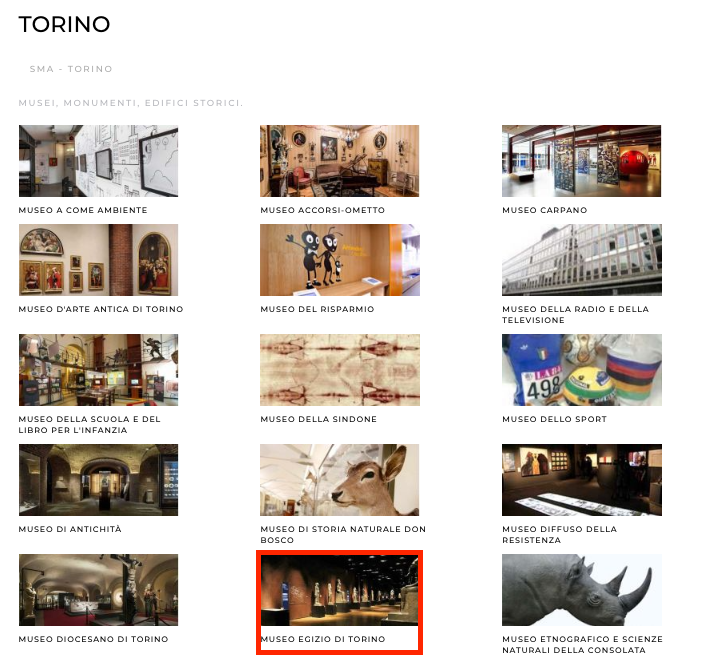 TORINO
SMA - TORINO
MUSEI, MONUMENTI, EDIFICI STORICI.
MUSEO A COME AMBIENTE
MUSEO ACCORSI-OMETTO
MUSEO CARPANO
MUSEO D'ARTE ANTICA DI TORINO
MUSEO DEL RISPARMIO
MUSEO DELLA RADIO E DELLA
TELEVISIONE
MUSEO DELLA SCUOLA E DEL
LIBRO PER L'INFANZIA
MUSEO DELLA SINDONE
498
MUSEO DELLO SPORT
MUSEO DI ANTICHITÀ
MUSEO DI STORIA NATURALE DON
BOSCO
MUSEO DIFFUSO DELLA
RESISTENZA
MUSEO DIOCESANO DI TORINO
MUSEO EGIZIO DI TORINO
MUSEO ETNOGRAFICO E SCIENZE
NATURALI DELLA CONSOLATA